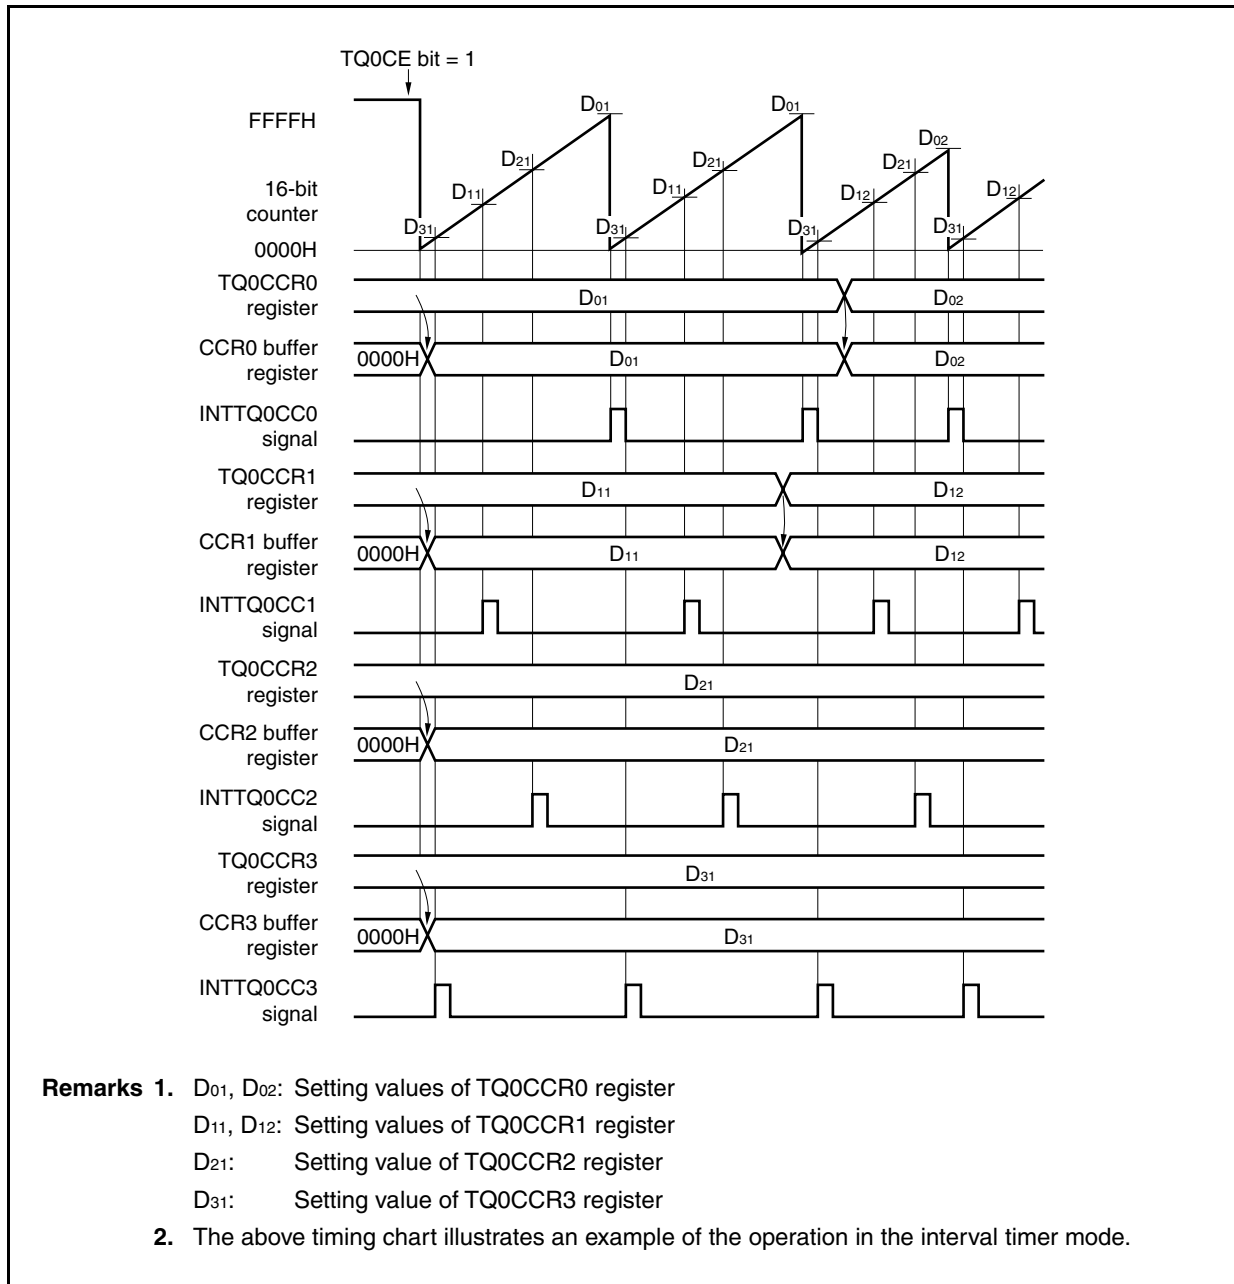 TQ0CE bit = 1
FFFFH
D01 D01
D02
D21 D21 D21
D11 D11 D12 D12
16-bit
counter
D31 D31 D31 D31
0000H
TQ0CCR0
register
D01 D02
CCR0 buffer
register
0000H D01 D02
INTTQ0CC0
signal
TQ0CCR1
register
D11 D12
CCR1 buffer
register
0000H D11 D12
INTTQ0CC1
signal
TQ0CCR2
register
D21
CCR2 buffer
register
0000H D21
INTTQ0CC2
signal
TQ0CCR3
register
D31
CCR3 buffer
register
0000H D31
INTTQ0CC3
signal
Remarks 1. D01, D02: Setting values of TQ0CCR0 register
D11, D12: Setting values of TQ0CCR1 register
D21: Setting value of TQ0CCR2 register
D31: Setting value of TQ0CCR3 register
2. The above timing chart illustrates an example of the operation in the interval timer mode.